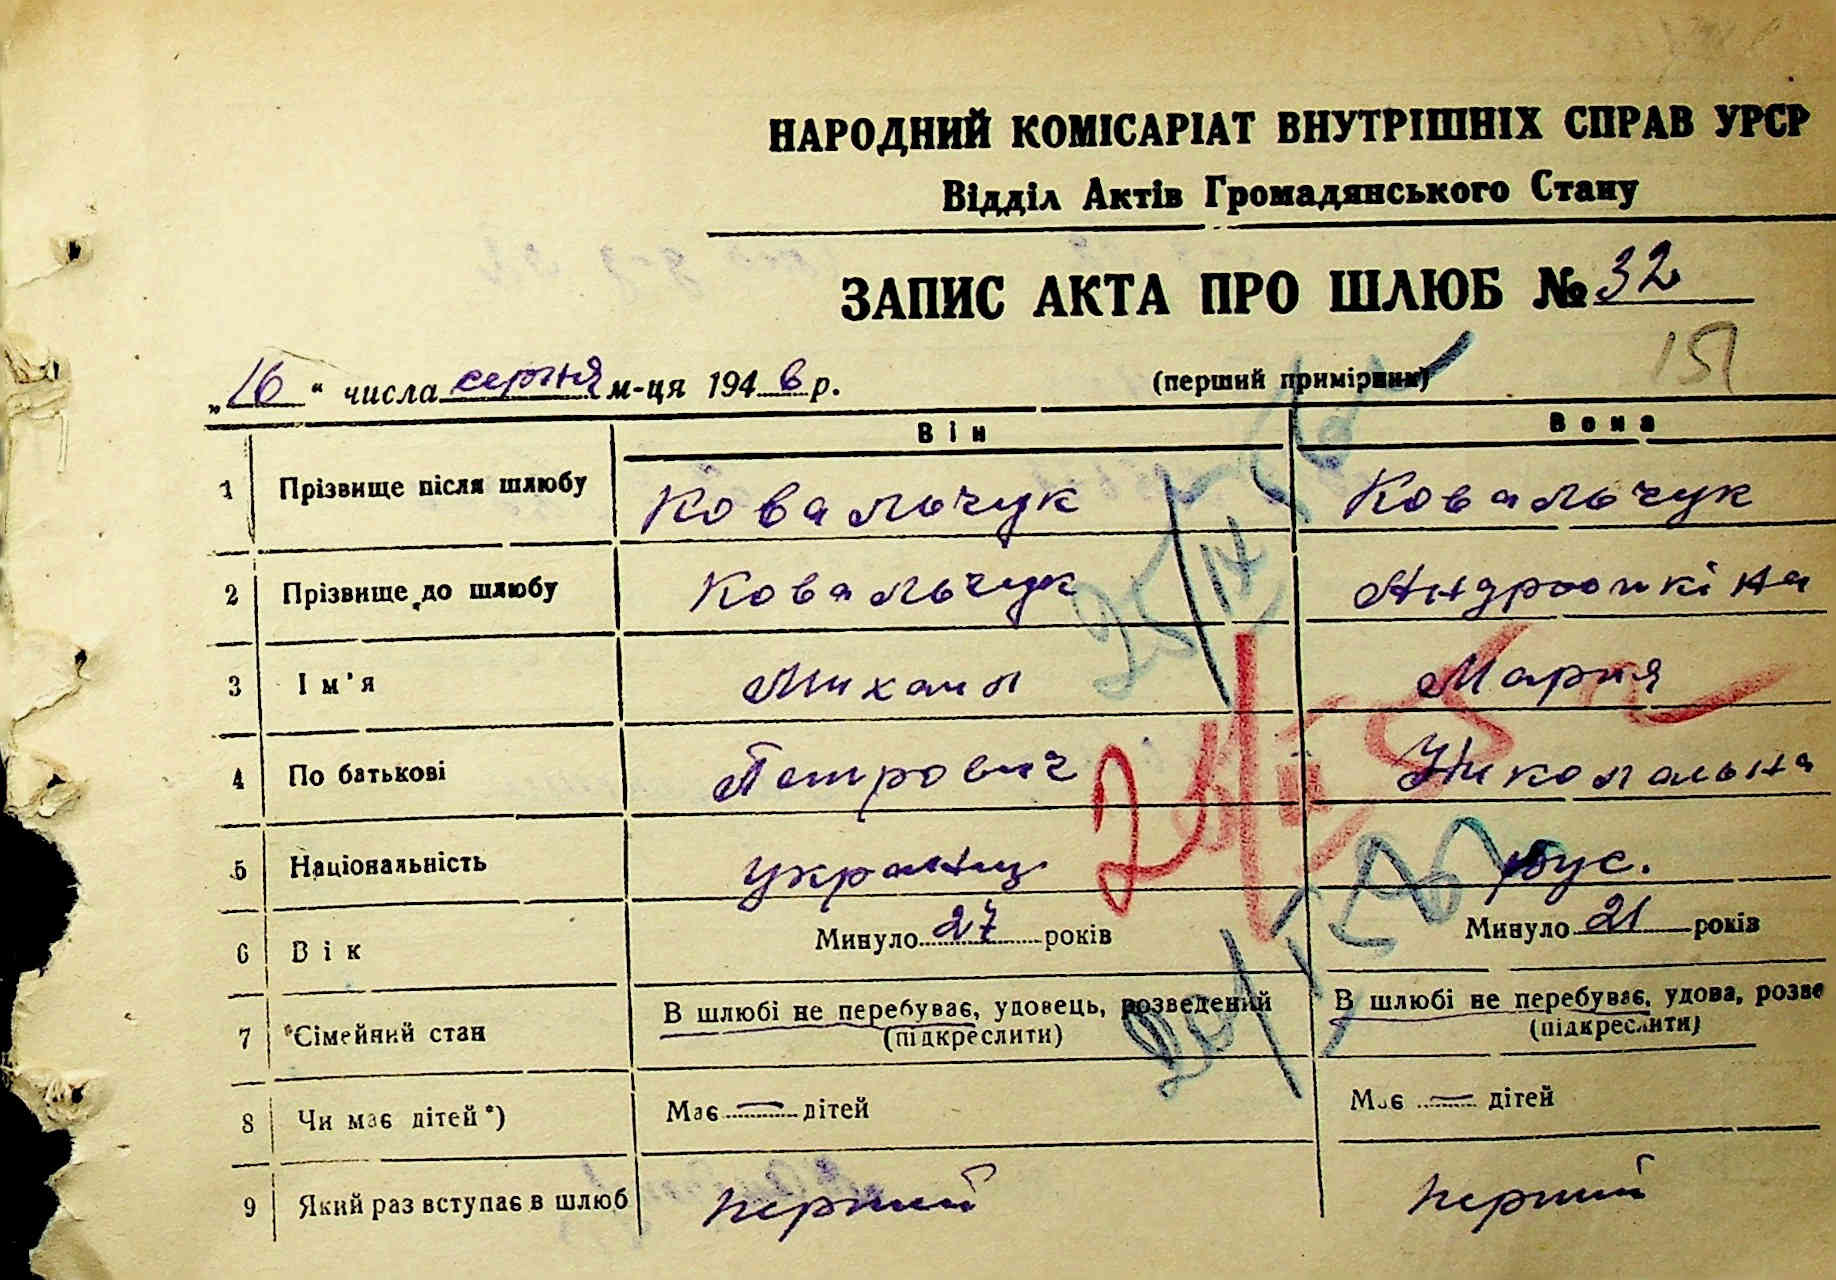 НАРОДНИЙ КОМІСАРІАТ ВНУТРІШНІХ СПРАВ УРСР
Відділ Актів Громадянського Стану
ЗАПИС АКТА ПРО ШЛЮБ № 32
„16“ числа серпня м-ця 1946 р. (перший примірник) 151
Він Вона
1 Прізвище після шлюбу Ковальчук Ковальчук
2 Прізвище до шлюбу Ковальчук
3 Ім'я Михаил Мария
4 По батькові Петрович
5 Національність украинц рус.
6 Вік Минуло 27 років Минуло 21 років
7 Сімейний стан В шлюбі не перебуває, удовець, розведений В шлюбі не перебуває, удова, розве
(підкреслити) (підкреслити)
8 Чи має дітей*) Має — дітей Має — дітей
9 Який раз вступає в шлюб перший перший